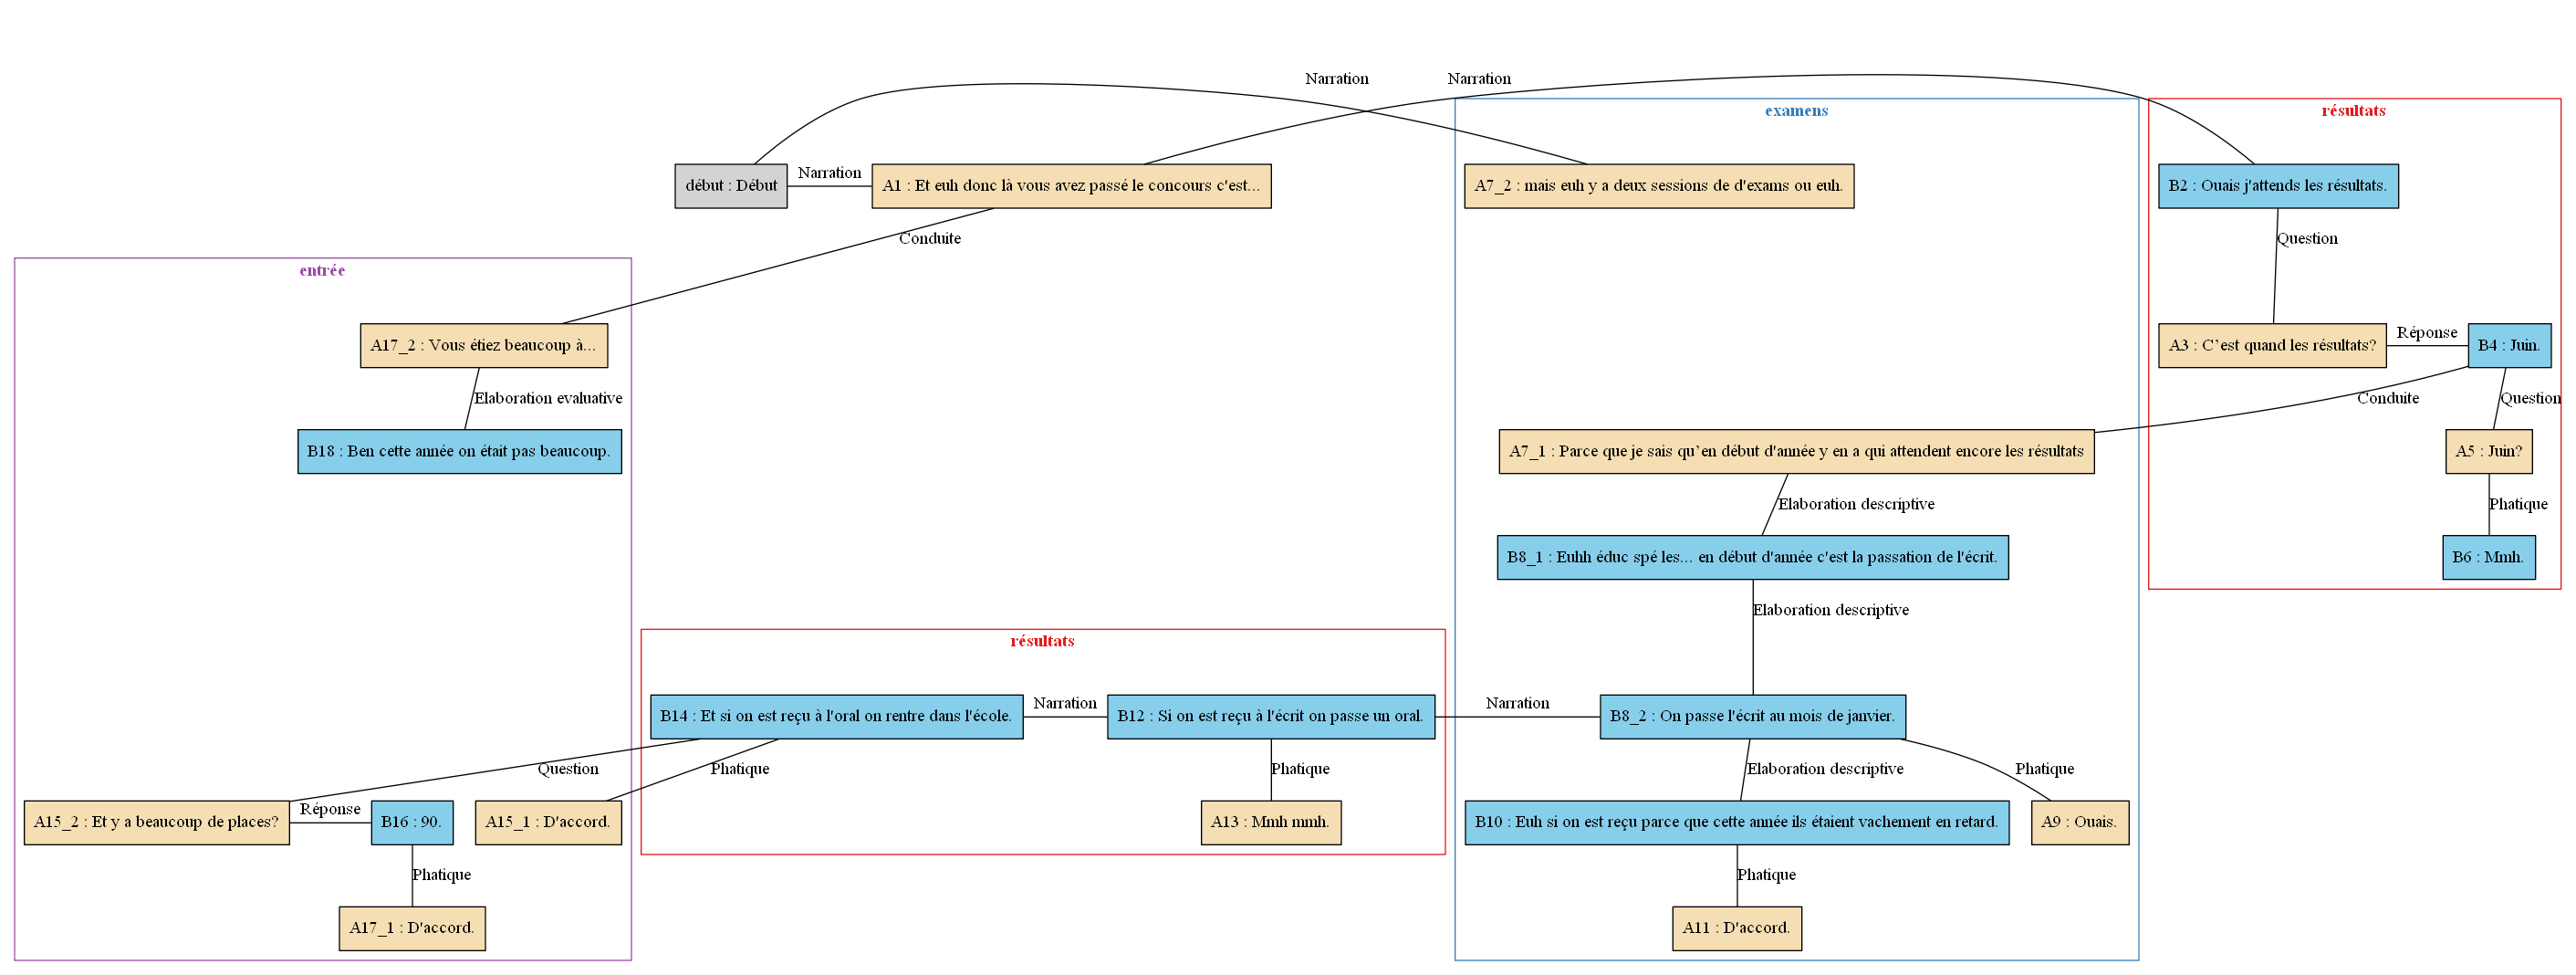 Narration
Narration
examens
résultats
début : Début
Narration
A1 : Et euh donc là vous avez passé le concours c'est...
A7_2 : mais euh y a deux sessions de d'exams ou euh.
B2 : Ouais j'attends les résultats.
Conduite
Question
entrée
A17_2 : Vous étiez beaucoup à...
A3 : C’est quand les résultats?
Réponse
B4 : Juin.
Elaboration evaluative
Conduite
Question
B18 : Ben cette année on était pas beaucoup.
A7_1 : Parce que je sais qu’en début d'année y en a qui attendent encore les résultats
A5 : Juin?
Elaboration descriptive
Phatique
B8_1 : Euhh éduc spé les... en début d'année c'est la passation de l'écrit.
B6 : Mmh.
Elaboration descriptive
résultats
B14 : Et si on est reçu à l'oral on rentre dans l'école.
Narration
B12 : Si on est reçu à l'écrit on passe un oral.
Narration
B8_2 : On passe l'écrit au mois de janvier.
Question
Phatique
Phatique
Elaboration descriptive
Phatique
A15_2 : Et y a beaucoup de places?
Réponse
B16 : 90.
A15_1 : D'accord.
A13 : Mmh mmh.
B10 : Euh si on est reçu parce que cette année ils étaient vachement en retard.
A9 : Ouais.
Phatique
Phatique
A17_1 : D'accord.
A11 : D'accord.